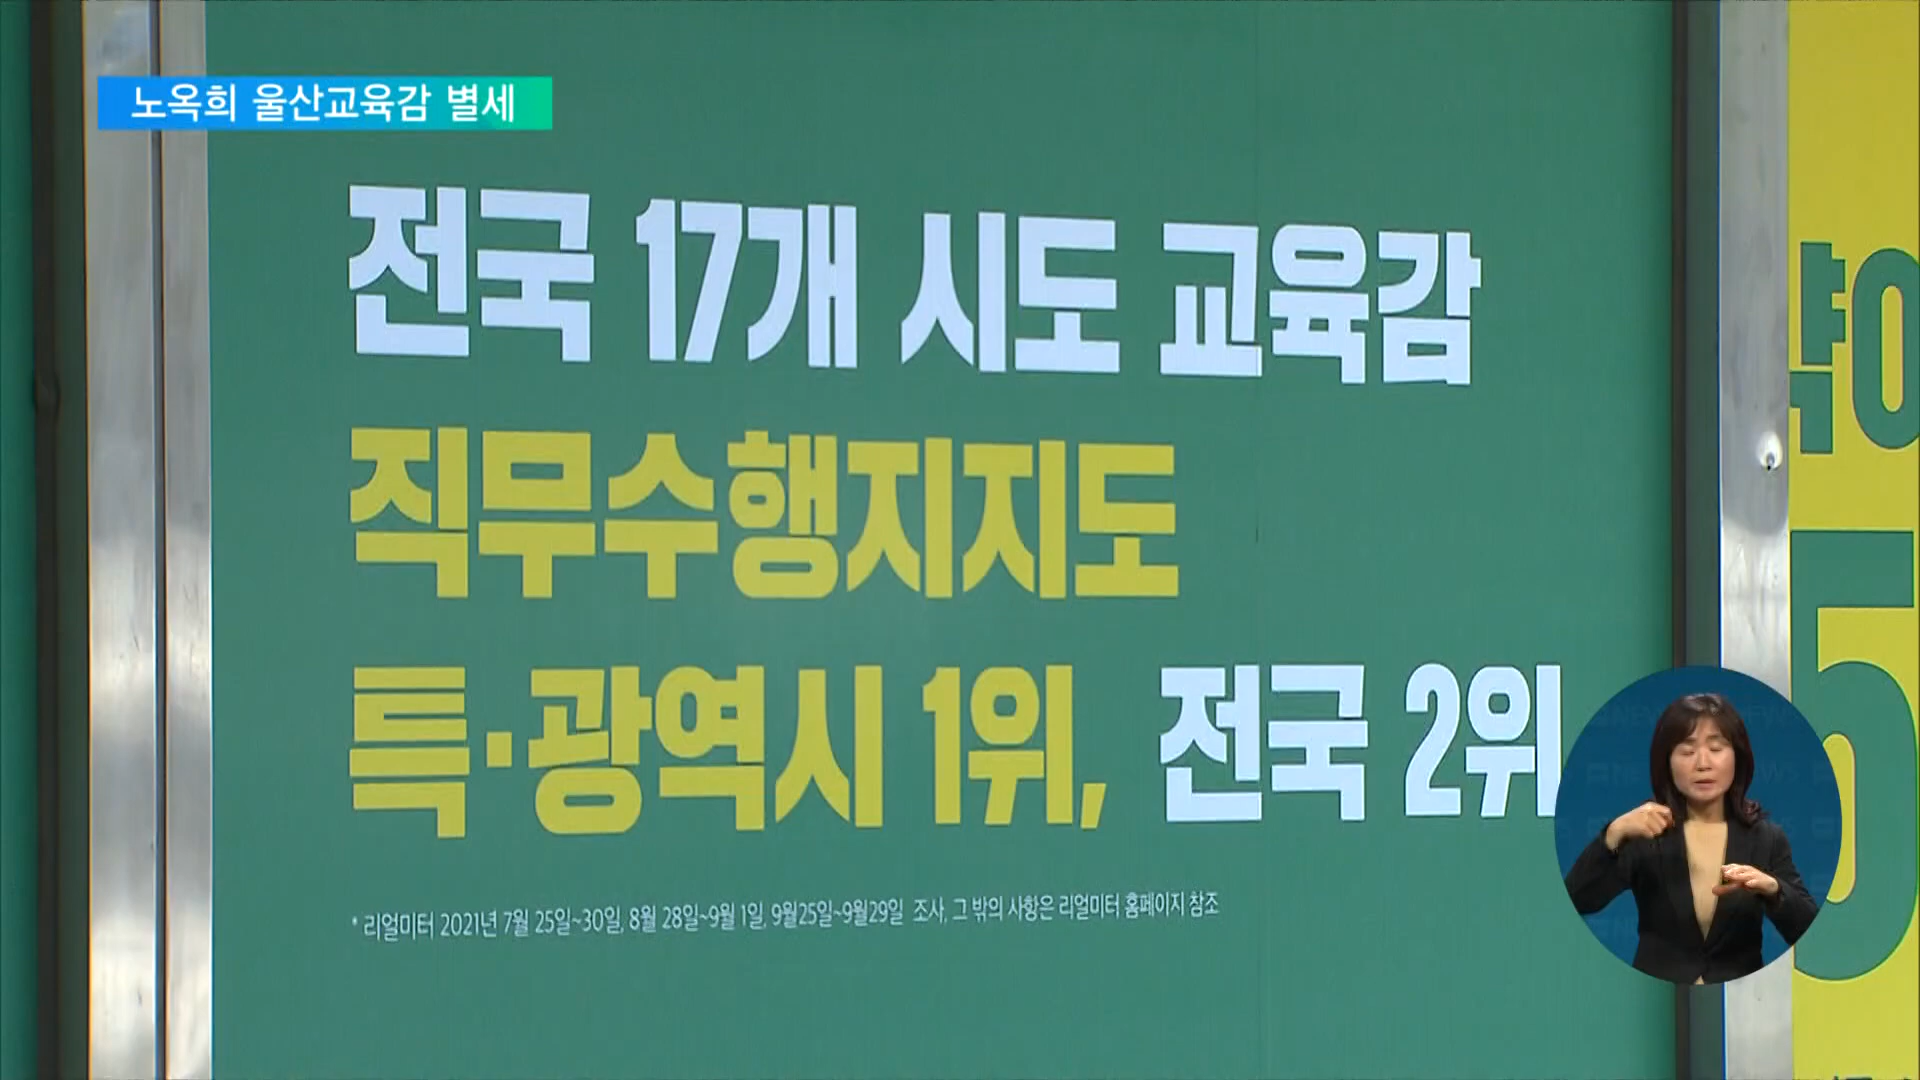 노옥희 울산교육감 별세
전국 17개 시도 교육감
직무수행지지도
특·광역시 1위, 전국 2위
* 리얼미터 2021년 7월 25일~30일, 8월 28일~9월 1일, 9월25일~9월29일 조사, 그 밖의 사항은 리얼미터 홈페이지 참조
5